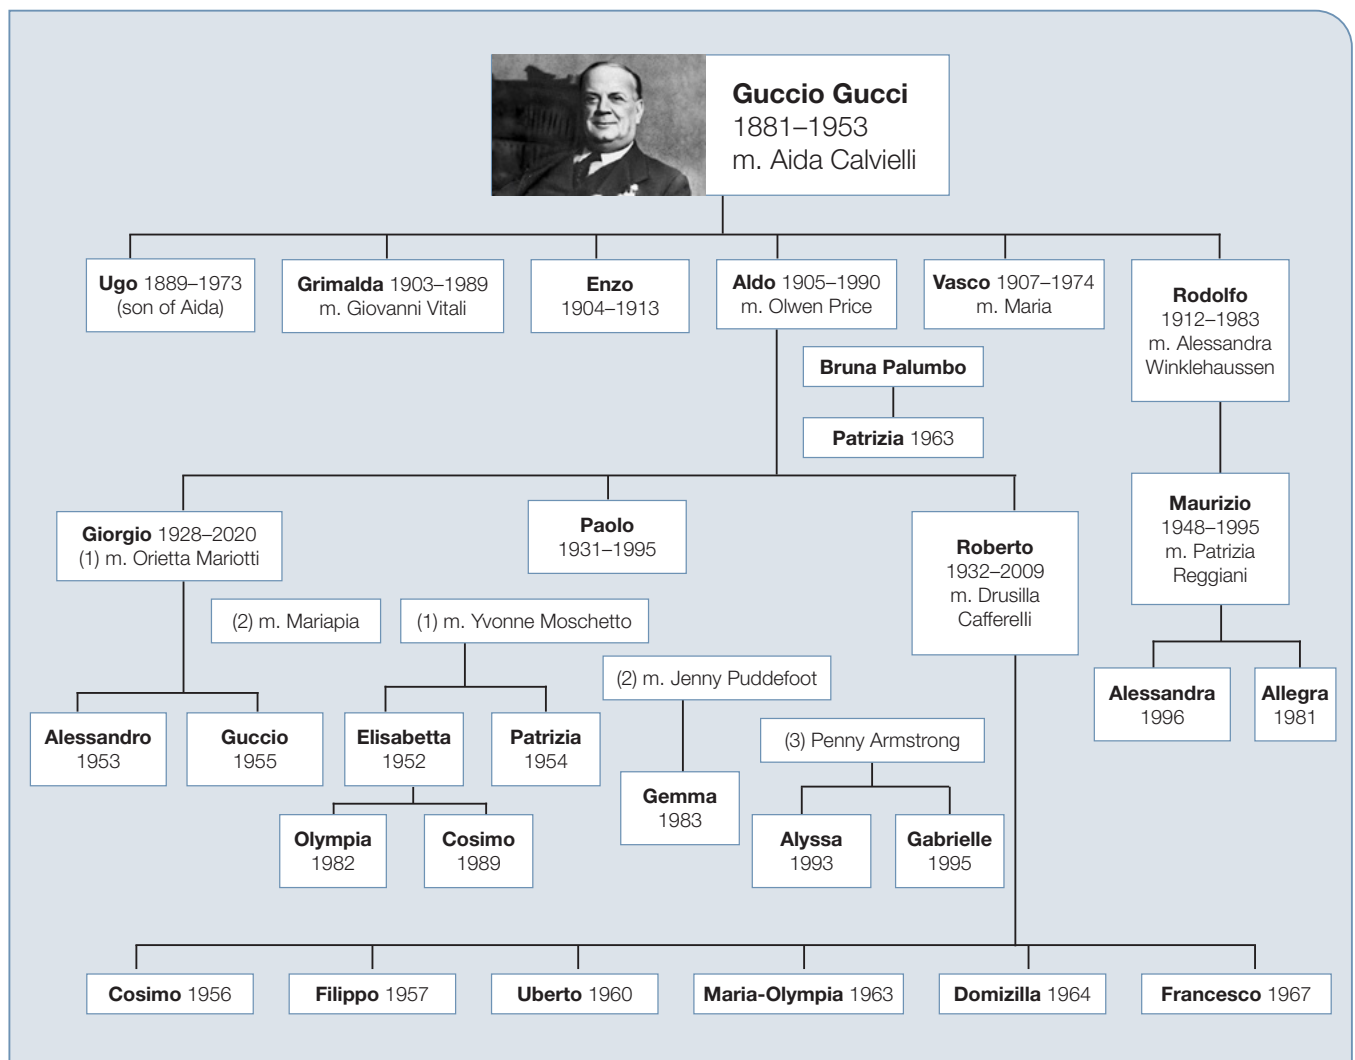 Guccio Gucci
1881–1953
m. Aida Calvielli
Ugo 1889–1973
(son of Aida)
Grimalda 1903–1989
m. Giovanni Vitali
Enzo
1904–1913
Aldo 1905–1990
m. Olwen Price
Vasco 1907–1974
m. Maria
Rodolfo
1912–1983
m. Alessandra
Winklehaussen
Bruna Palumbo
Patrizia 1963
Giorgio 1928–2020
(1) m. Orietta Mariotti
Paolo
1931–1995
Roberto
1932–2009
m. Drusilla
Cafferelli
Maurizio
1948–1995
m. Patrizia
Reggiani
(2) m. Mariapia
(1) m. Yvonne Moschetto
(2) m. Jenny Puddefoot
(3) Penny Armstrong
Alessandra
1996
Allegra
1981
Alessandro
1953
Guccio
1955
Elisabetta
1952
Patrizia
1954
Gemma
1983
Olympia
1982
Cosimo
1989
Alyssa
1993
Gabrielle
1995
Cosimo 1956
Filippo 1957
Uberto 1960
Maria-Olympia 1963
Domizilla 1964
Francesco 1967